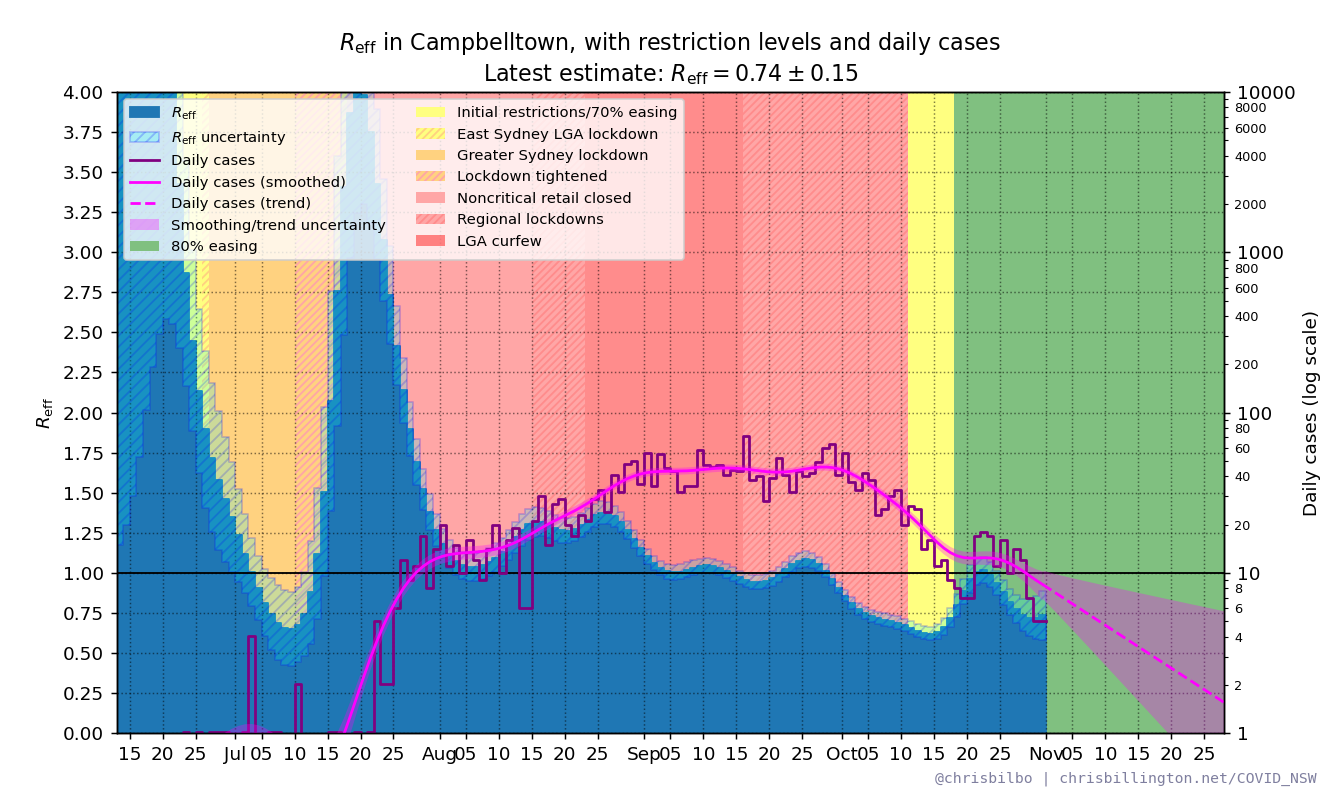 R_eff in Campbelltown, with restriction levels and daily cases
Latest estimate: R_eff = 0.74 ± 0.15
R_eff
R_eff uncertainty
Daily cases
Daily cases (smoothed)
Daily cases (trend)
Smoothing/trend uncertainty
80% easing
Initial restrictions/70% easing
East Sydney LGA lockdown
Greater Sydney lockdown
Lockdown tightened
Noncritical retail closed
Regional lockdowns
LGA curfew
R_eff
4.00
3.75
3.50
3.25
3.00
2.75
2.50
2.25
2.00
1.75
1.50
1.25
1.00
0.75
0.50
0.25
0.00
10000
8000
6000
4000
2000
1000
800
600
400
200
100
80
60
40
20
10
8
6
4
2
1
Daily cases (log scale)
15 20 25 Jul 05 10 15 20 25 Aug 05 10 15 20 25 Sep 05 10 15 20 25 Oct 05 10 15 20 25 Nov 05 10 15 20 25
@chrisbilbo | chrisbillington.net/COVID_NSW